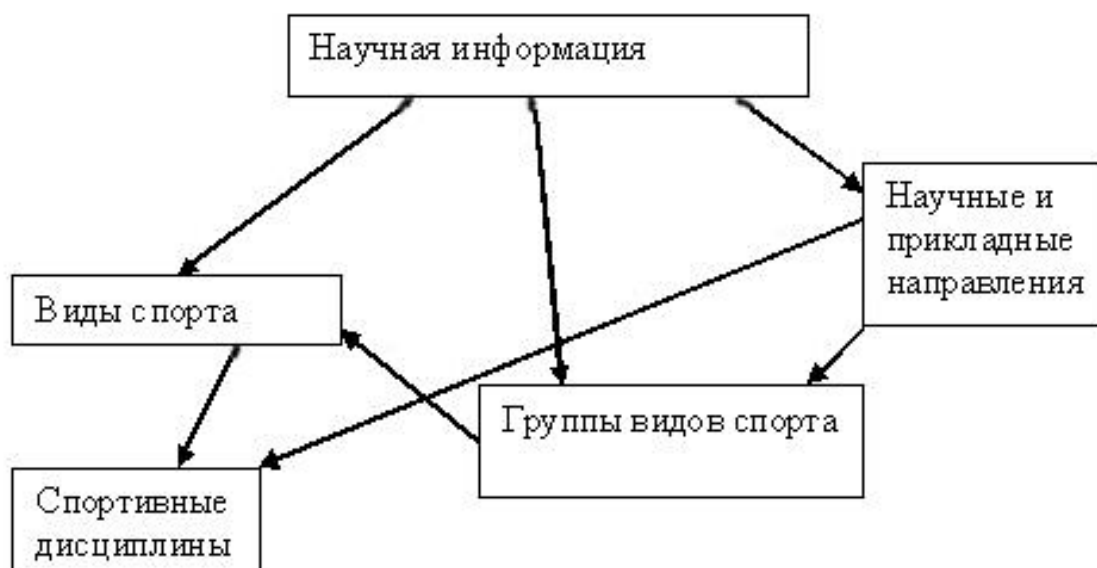 Научная информация
Научные и
прикладные
направления
Виды спорта
Группы видов спорта
Спортивные
дисциплины